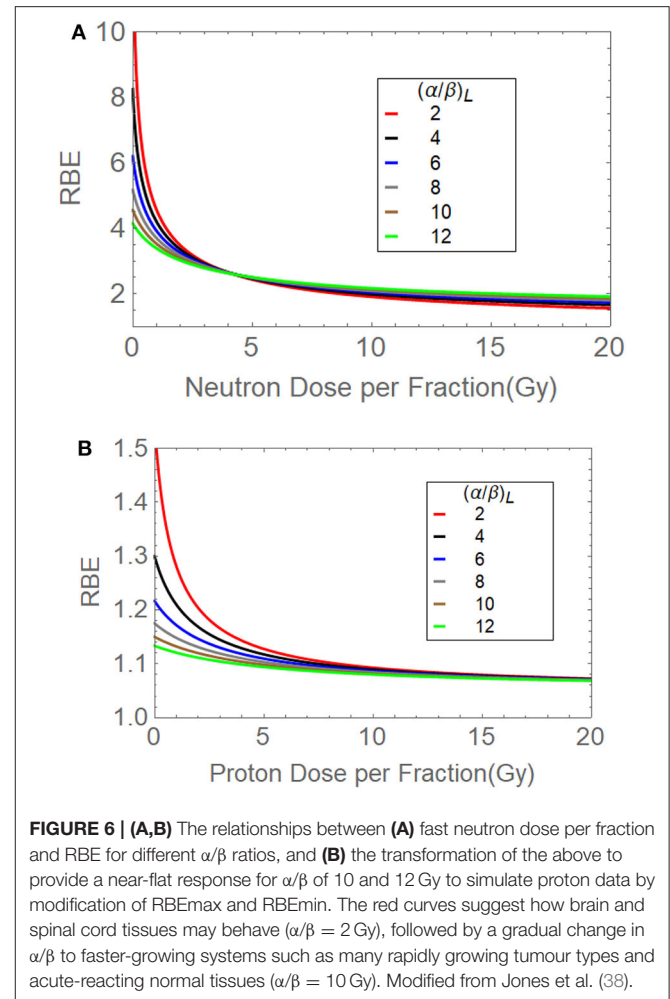 A
10
8
6
4
2
RBE
(α/β)L
2
4
6
8
10
12
0
5
10
15
20
Neutron Dose per Fraction(Gy)
B
1.5
1.4
1.3
1.2
1.1
1.0
RBE
(α/β)L
2
4
6
8
10
12
0
5
10
15
20
Proton Dose per Fraction(Gy)
FIGURE 6 | (A,B) The relationships between (A) fast neutron dose per fraction
and RBE for different α/β ratios, and (B) the transformation of the above to
provide a near-flat response for α/β of 10 and 12 Gy to simulate proton data by
modification of RBEmax and RBEmin. The red curves suggest how brain and
spinal cord tissues may behave (α/β = 2 Gy), followed by a gradual change in
α/β to faster-growing systems such as many rapidly growing tumour types and
acute-reacting normal tissues (α/β = 10 Gy). Modified from Jones et al. (38).